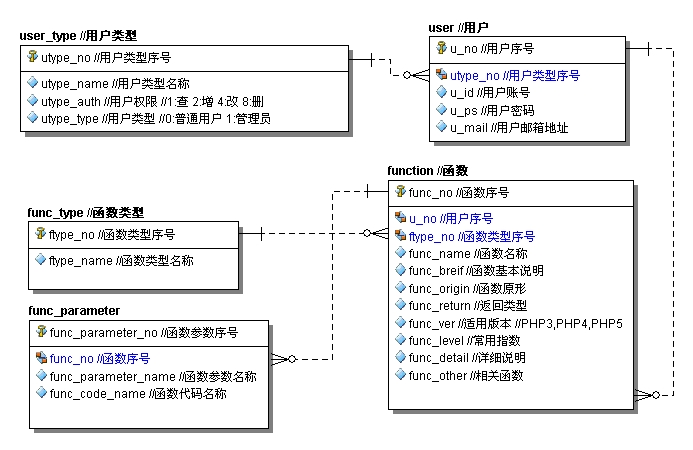 user_type //用户类型
utype_no //用户类型序号
utype_name //用户类型名称
utype_auth //用户权限 //1:查 2:增 4:改 8:删
utype_type //用户类型 //0:普通用户 1:管理员
user //用户
u_no //用户序号
utype_no //用户类型序号
u_id //用户账号
u_ps //用户密码
u_mail //用户邮箱地址
function //函数
func_no //函数序号
u_no //用户序号
ftype_no //函数类型序号
func_name //函数名称
func_breif //函数基本说明
func_origin //函数原形
func_return //返回类型
func_ver //适用版本 //PHP3,PHP4,PHP5
func_level //常用指数
func_detail //详细说明
func_other //相关函数
func_type //函数类型
ftype_no //函数类型序号
ftype_name //函数类型名称
func_parameter
func_parameter_no //函数参数序号
func_no //函数序号
func_parameter_name //函数参数名称
func_code_name //函数代码名称